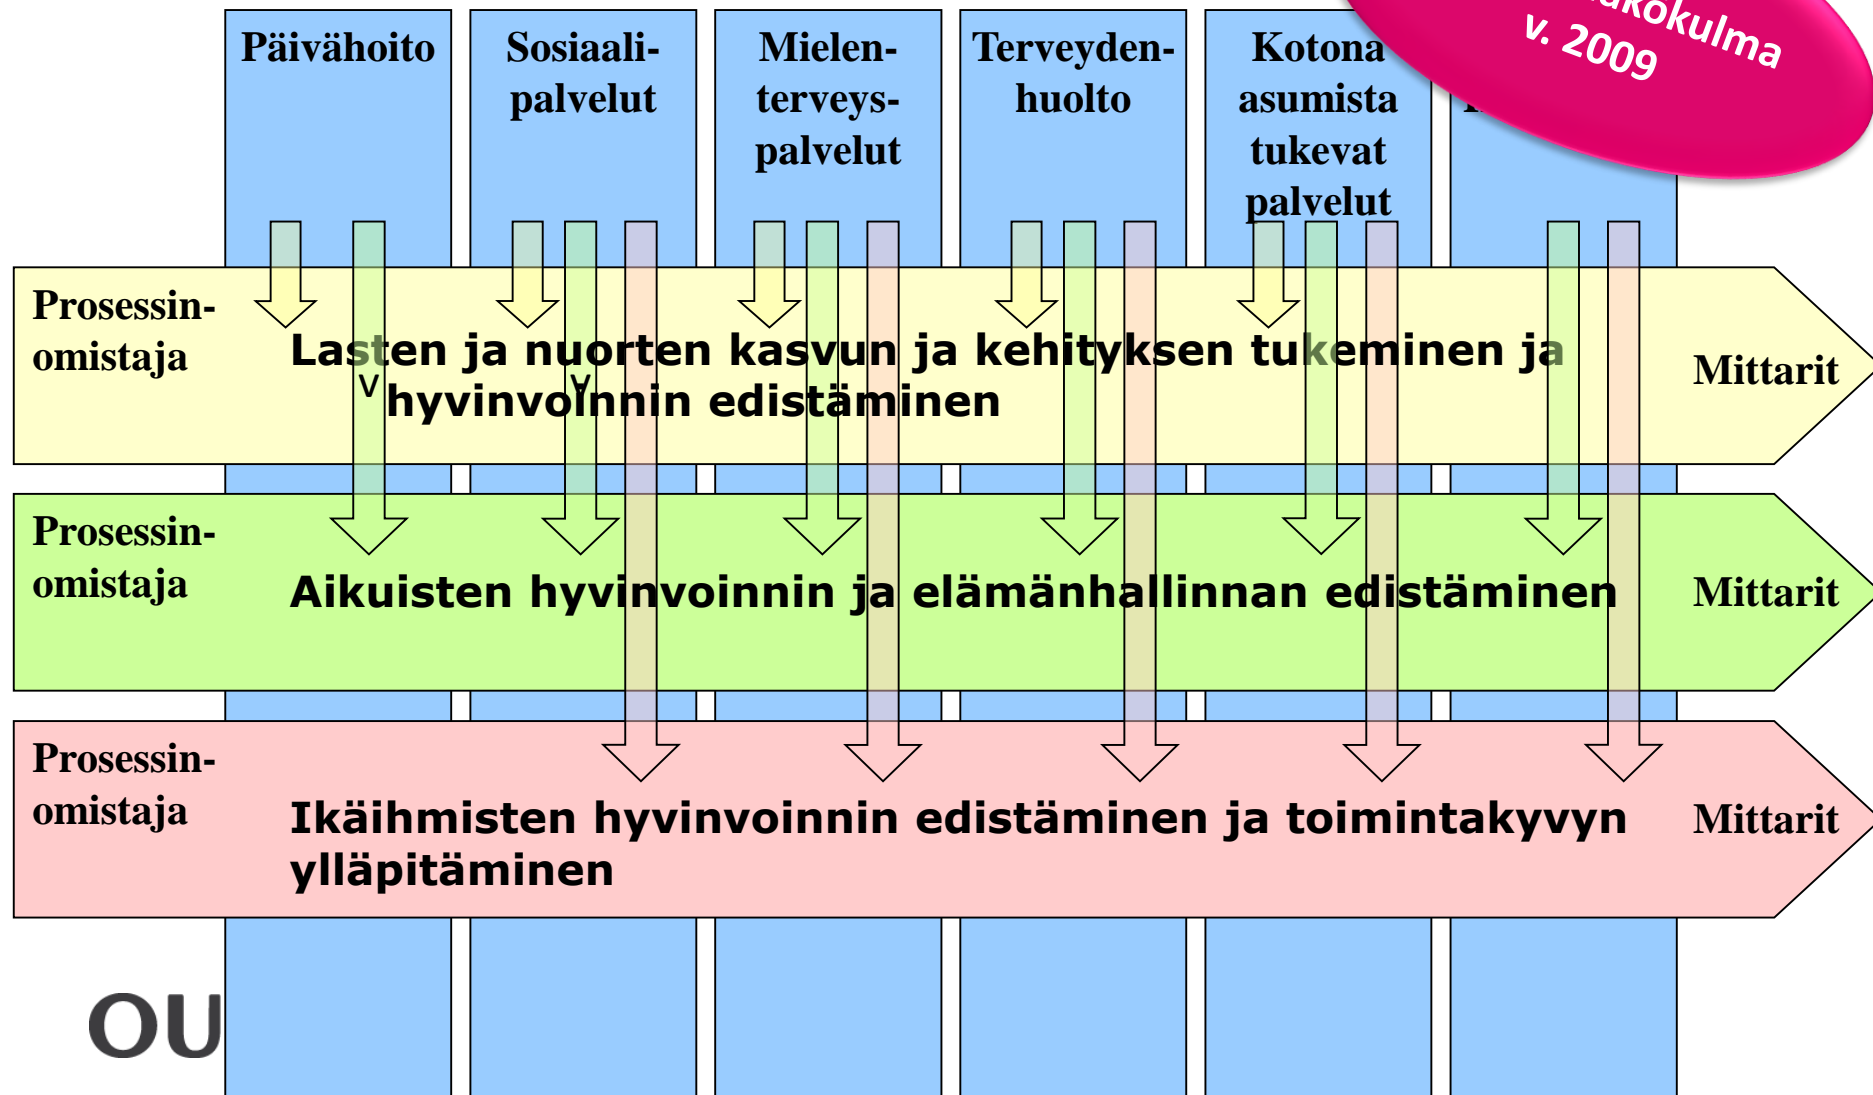 Päivähoito
Sosiaali-
palvelut
Mielen-
terveys-
palvelut
Terveyden-
huolto
Kotona
asumista
tukevat
palvelut
v. 2009
Prosessin-
omistaja
Lasten ja nuorten kasvun ja kehityksen tukeminen ja
hyvinvoinnin edistäminen
Mittarit
Prosessin-
omistaja
Aikuisten hyvinvoinnin ja elämänhallinnan edistäminen
Mittarit
Prosessin-
omistaja
Ikäihmisten hyvinvoinnin edistäminen ja toimintakyvyn
ylläpitäminen
Mittarit
OU